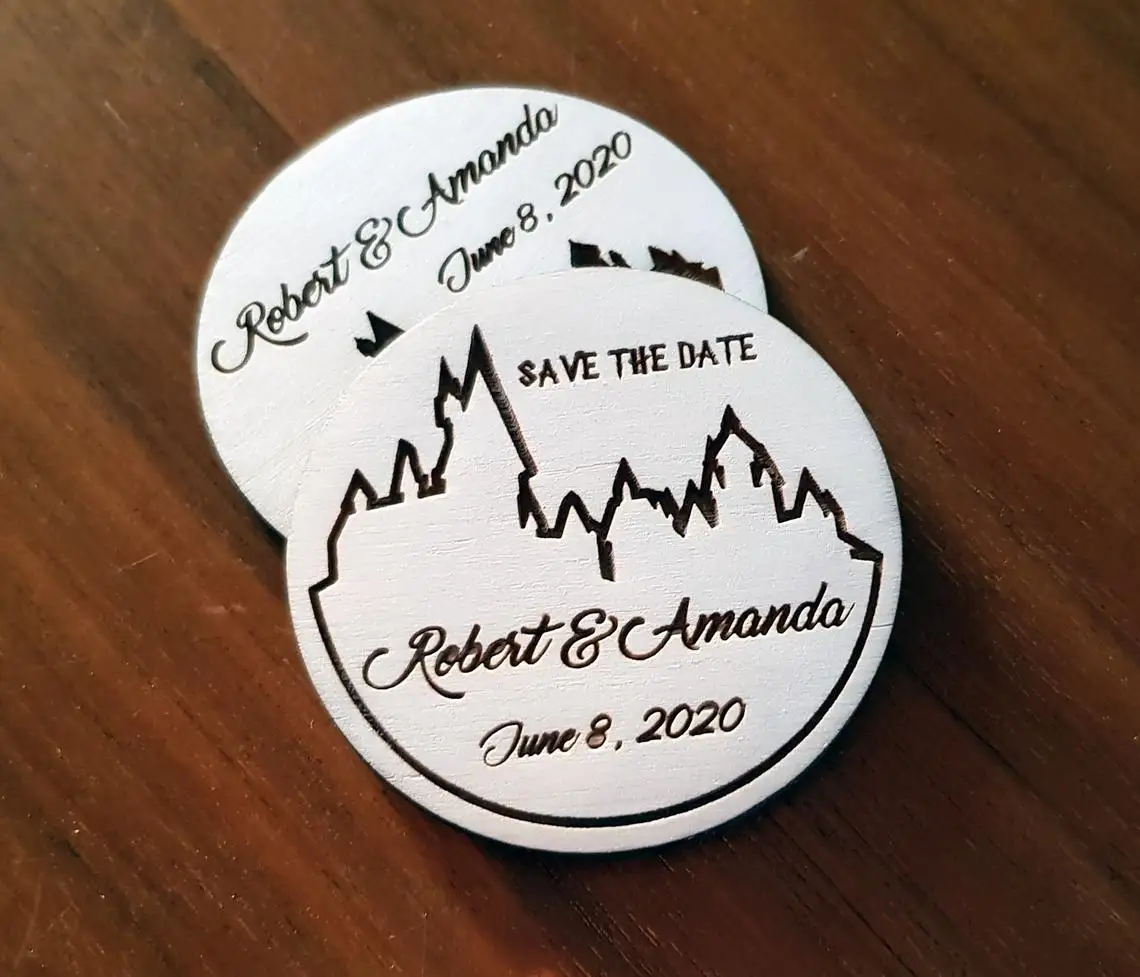 Robert & Amanda
June 8, 2020
SAVE THE DATE
Robert & Amanda
June 8, 2020